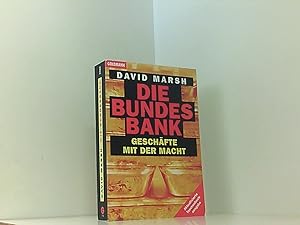 GOLDMANN
DAVID MARSH
DIE
BUNDES
BANK
GESCHÄFTE
MIT DER MACHT